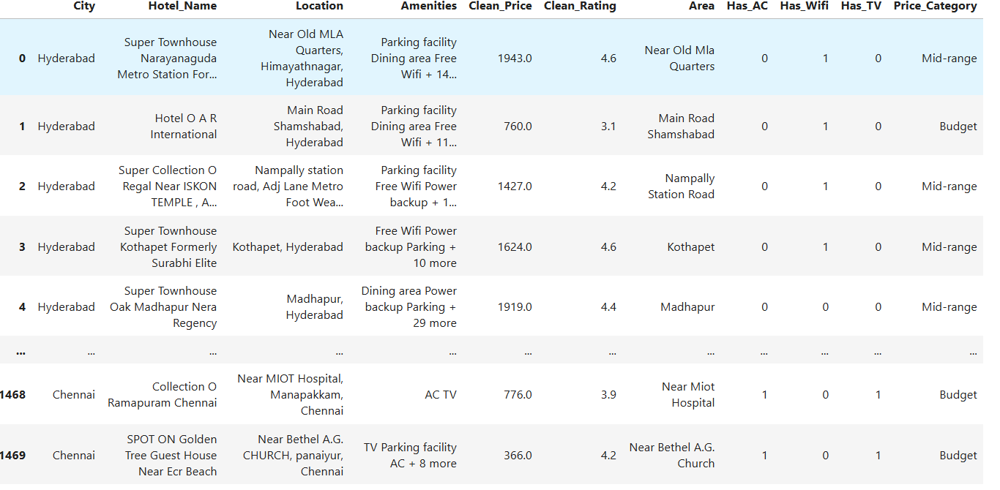 City Hotel_Name Location Amenities Clean_Price Clean_Rating Area Has_AC Has_Wifi Has_TV Price_Category
0 Hyderabad Super Townhouse Narayanaguda Metro Station For... Near Old MLA Quarters, Himayathnagar, Hyderabad Parking facility Dining area Free Wifi + 14... 1943.0 4.6 Near Old Mla Quarters 0 1 0 Mid-range
1 Hyderabad Hotel O A R International Main Road Shamshabad, Hyderabad Parking facility Dining area Free Wifi + 11... 760.0 3.1 Main Road Shamshabad 0 1 0 Budget
2 Hyderabad Super Collection O Regal Near ISKON TEMPLE , A... Nampally station road, Adj Lane Metro Foot Wea... Parking facility Free Wifi Power backup + 1... 1427.0 4.2 Nampally Station Road 0 1 0 Mid-range
3 Hyderabad Super Townhouse Kothapet Formerly Surabhi Elite Kothapet, Hyderabad Free Wifi Power backup Parking + 10 more 1624.0 4.6 Kothapet 0 1 0 Mid-range
4 Hyderabad Super Townhouse Oak Madhapur Nera Regency Madhapur, Hyderabad Dining area Power backup Parking + 29 more 1919.0 4.4 Madhapur 0 0 0 Mid-range
... ... ... ... ... ... ... ... ... ... ... ...
1468 Chennai Collection O Ramapuram Chennai Near MIOT Hospital, Manapakkam, Chennai AC TV 776.0 3.9 Near Miot Hospital 1 0 1 Budget
1469 Chennai SPOT ON Golden Tree Guest House Near Ecr Beach Near Bethel A.G. CHURCH, panaiyur, Chennai TV Parking facility AC + 8 more 366.0 4.2 Near Bethel A.G. Church 1 0 1 Budget